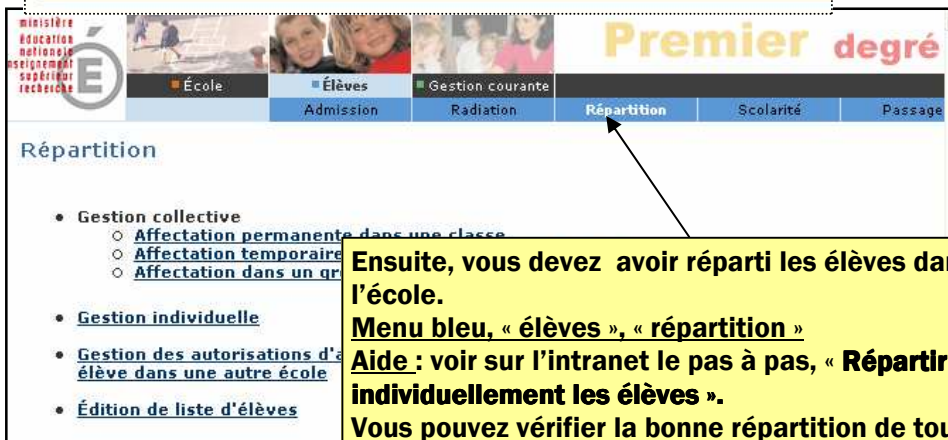 ministère
éducation
nationale
enseignement
supérieur
recherche
É
Premier degré
École
Élèves
Gestion courante
Admission
Radiation
Répartition
Scolarité
Passage
Répartition
Gestion collective
Affectation permanente dans une classe
Affectation temporaire
Affectation dans un gr
Gestion individuelle
Gestion des autorisations d'a
élève dans une autre école
Édition de liste d'élèves
Ensuite, vous devez avoir réparti les élèves dan
l’école.
Menu bleu, « élèves », « répartition »
Aide : voir sur l’intranet le pas à pas, « Répartir
individuellement les élèves ».
Vous pouvez vérifier la bonne répartition de tou